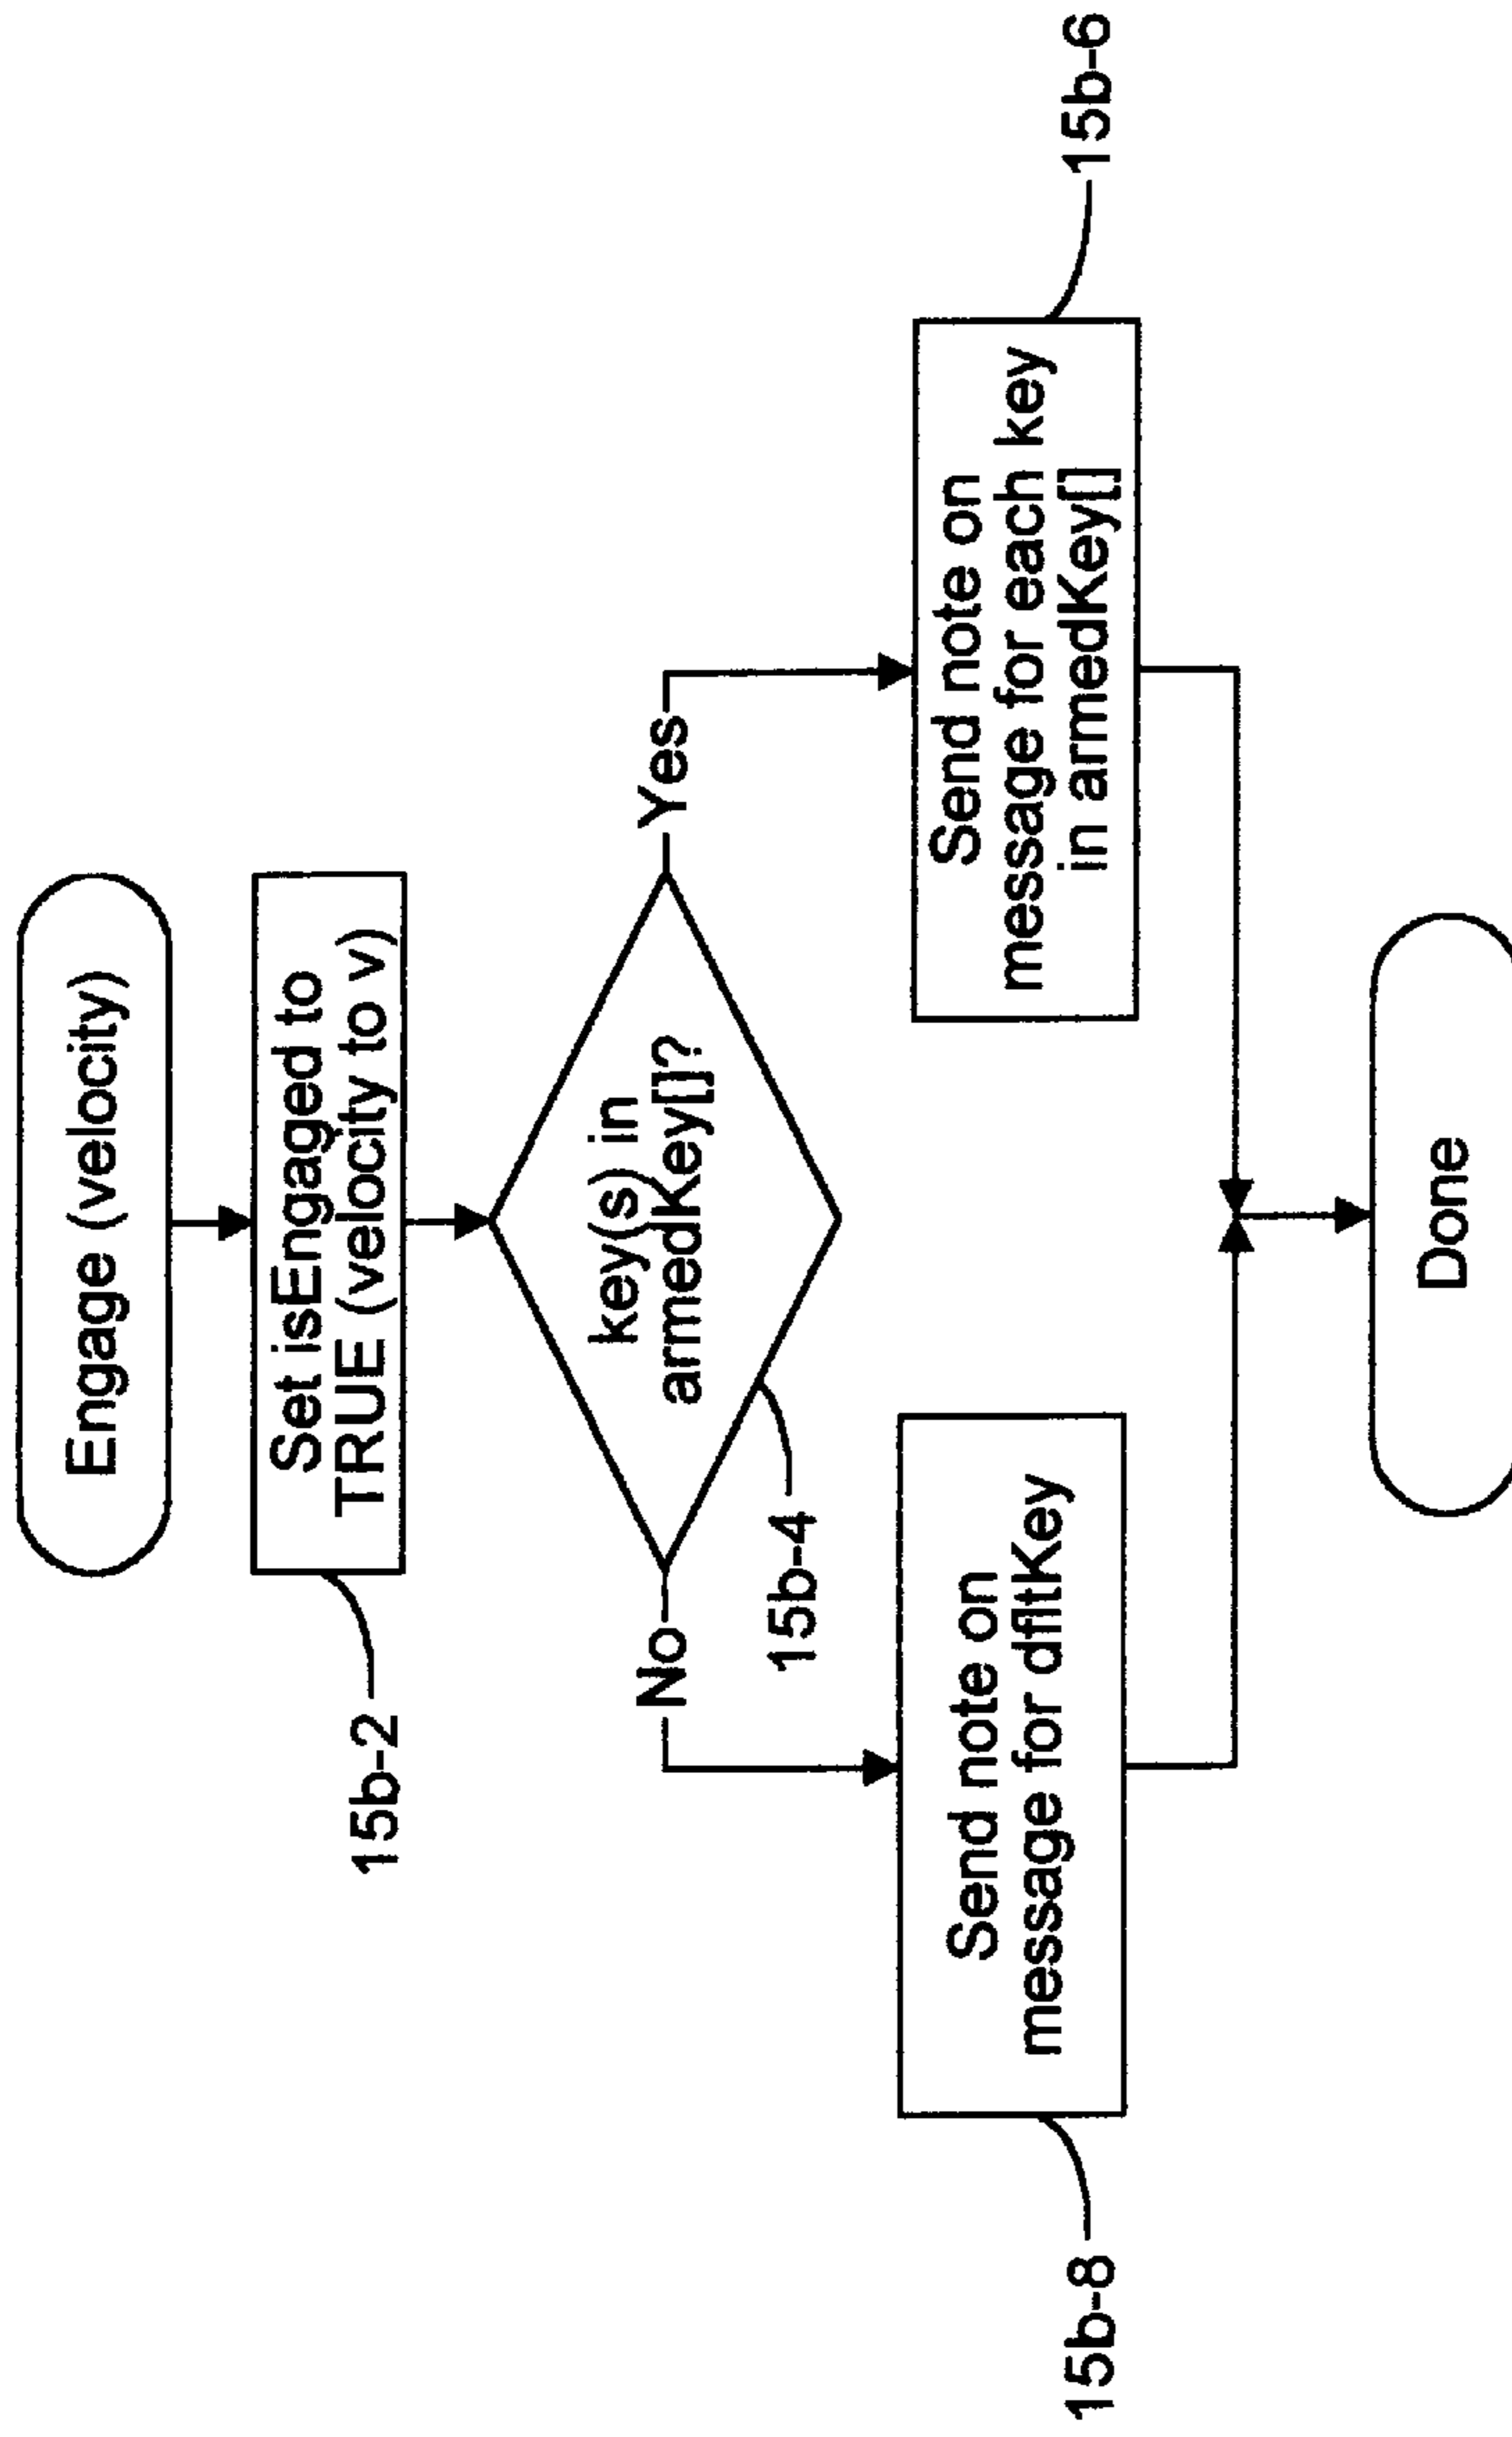 Engage (velocity)
Set isEngaged to
TRUE (velocity to v)
15b-2
key(s) in
armedKey[]?
No
Yes
15b-4
Send note on
message for dfltKey
15b-8
Send note on
message for each key
in armedKey[]
15b-6
Done